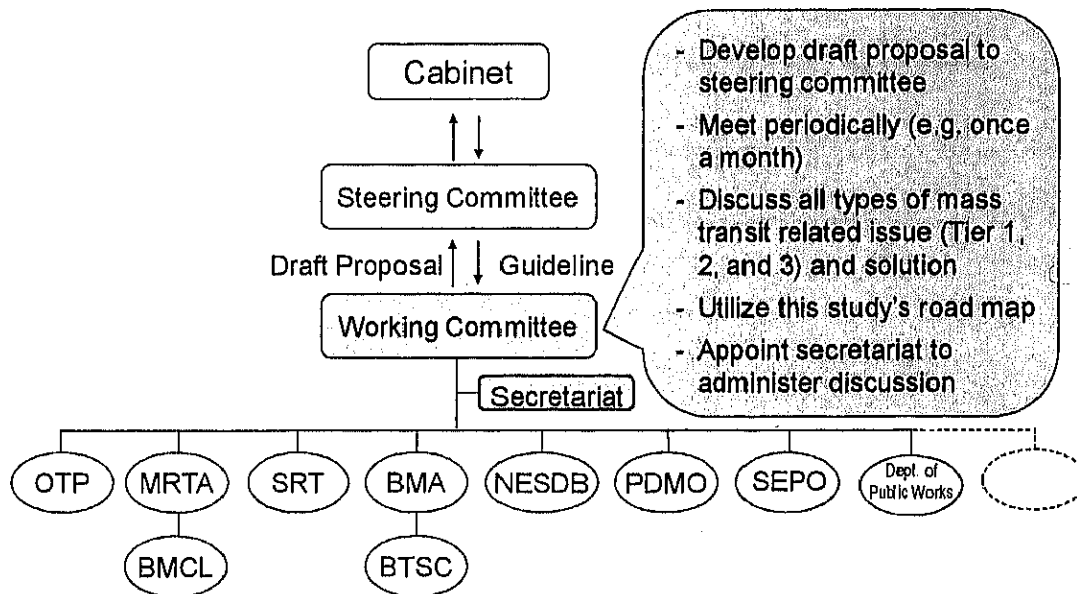 Cabinet
Steering Committee
Draft Proposal
Guideline
Working Committee
Secretariat
- Develop draft proposal to
steering committee
- Meet periodically (e.g. once
a month)
- Discuss all types of mass
transit related issue (Tier 1,
2, and 3) and solution
- Utilize this study's road map
- Appoint secretariat to
administer discussion
OTP
MRTA
SRT
BMA
NESDB
PDMO
SEPO
Dept. of
Public Works
BMCL
BTSC